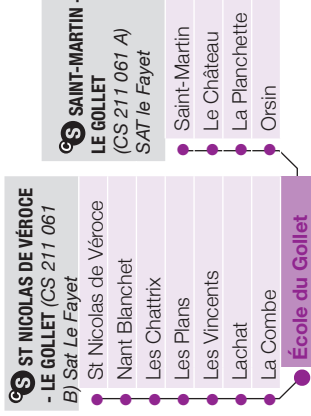 CS ST NICOLAS DE VÉROCE
- LE GOLLET (CS 211 061
B) Sat Le Fayet
St Nicolas de Véroce
Nant Blanchet
Les Chattrix
Les Plans
Les Vincents
Lachat
La Combe
École du Gollet
CS SAINT-MARTIN -
LE GOLLET
(CS 211 061 A)
SAT le Fayet
Saint-Martin
Le Château
La Planchette
Orsin